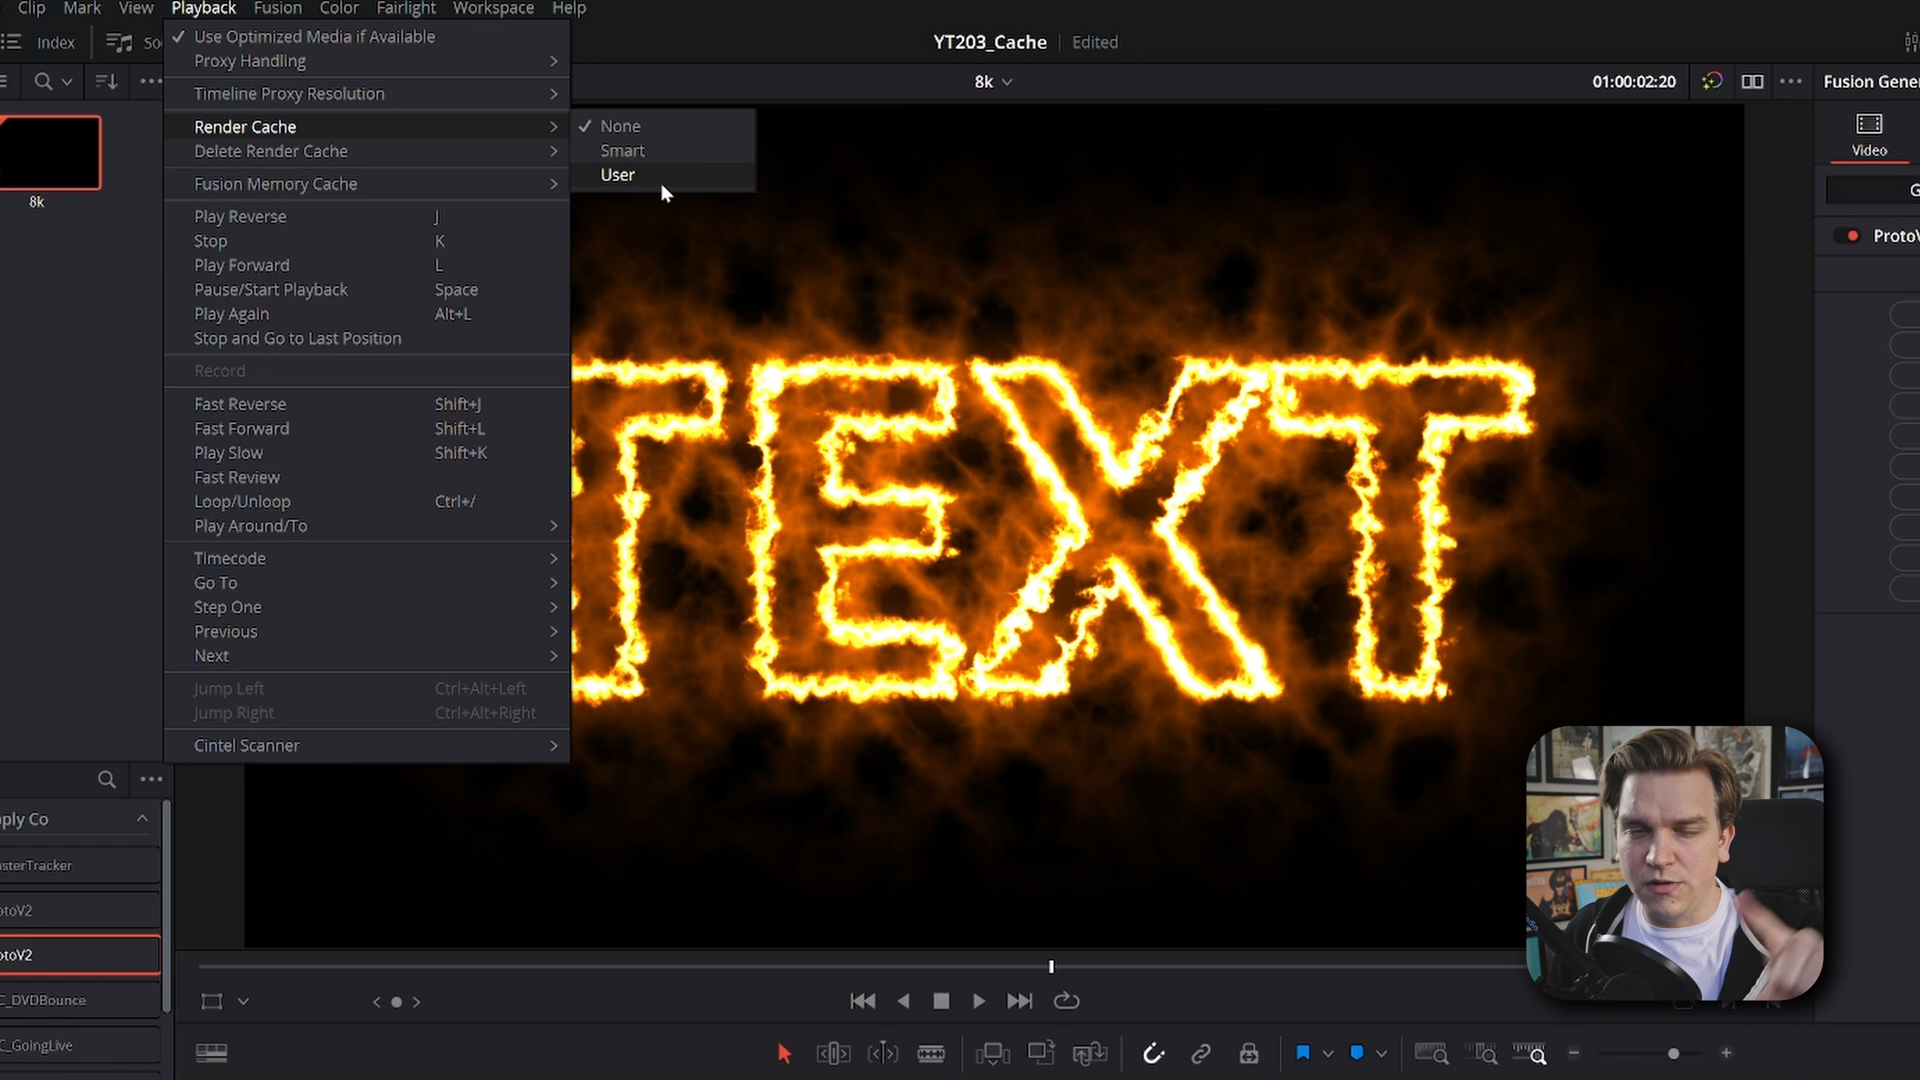 Clip Mark View Playback Fusion Color Fairlight Workspace Help
Index
YT203_Cache Edited
8k
01:00:02:20
Use Optimized Media if Available
Proxy Handling
Timeline Proxy Resolution
Render Cache
Delete Render Cache
Fusion Memory Cache
Play Reverse J
Stop K
Play Forward L
Pause/Start Playback Space
Play Again Alt+L
Stop and Go to Last Position
Record
Fast Reverse Shift+J
Fast Forward Shift+L
Play Slow Shift+K
Fast Review
Loop/Unloop Ctrl+/
Play Around/To
Timecode
Go To
Step One
Previous
Next
Jump Left Ctrl+Alt+Left
Jump Right Ctrl+Alt+Right
Cintel Scanner
None
Smart
User
8k
TEXT
Video
ply Co
sterTracker
otoV2
otoV2
C_DVDBounce
C_GoingLive